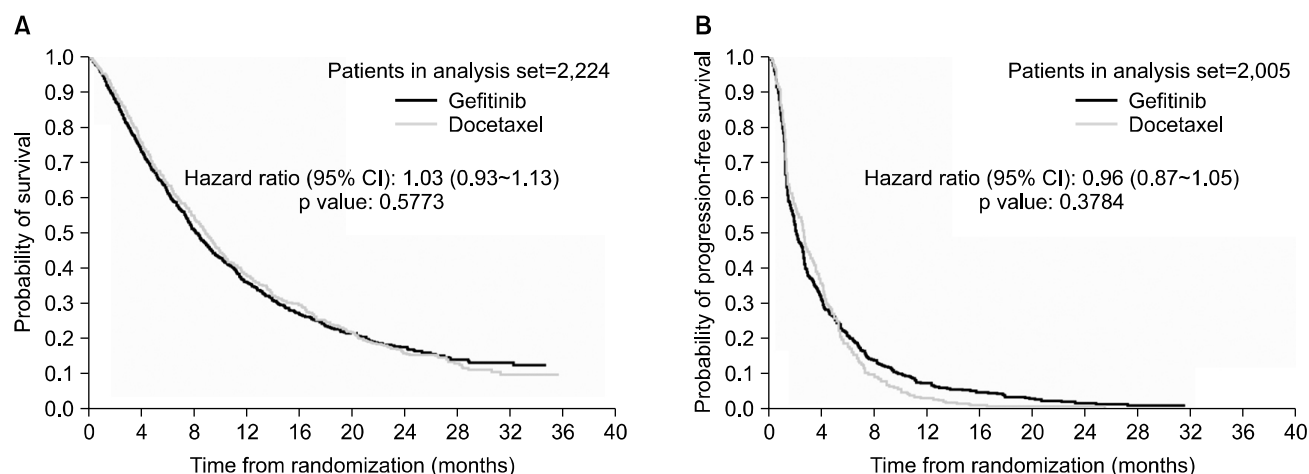 A
Probability of survival
1.0
0.9
0.8
0.7
0.6
0.5
0.4
0.3
0.2
0.1
0.0
Patients in analysis set=2,224
Gefitinib
Docetaxel
Hazard ratio (95% CI): 1.03 (0.93~1.13)
p value: 0.5773
0 4 8 12 16 20 24 28 32 36 40
Time from randomization (months)
B
Probability of progression-free survival
1.0
0.9
0.8
0.7
0.6
0.5
0.4
0.3
0.2
0.1
0.0
Patients in analysis set=2,005
Gefitinib
Docetaxel
Hazard ratio (95% CI): 0.96 (0.87~1.05)
p value: 0.3784
0 4 8 12 16 20 24 28 32 36 40
Time from randomization (months)